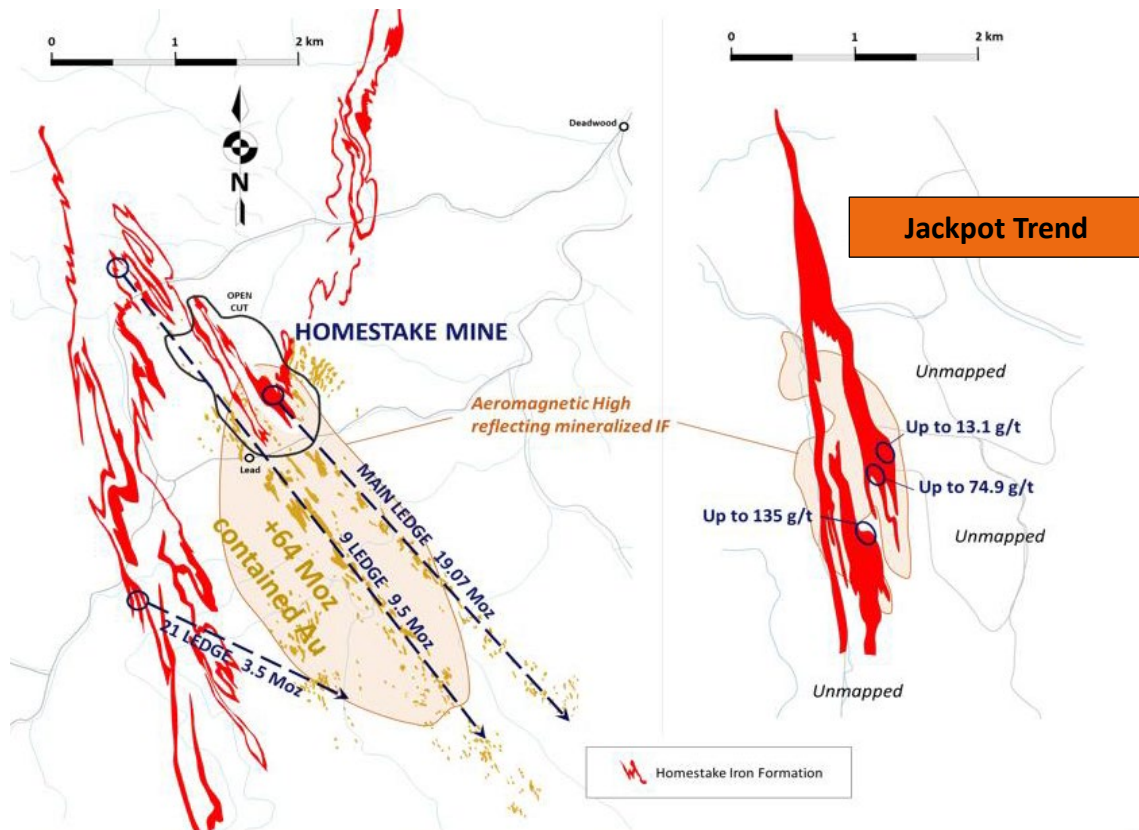 0 1 2 km
N
Deadwood
OPEN
CUT
HOMESTAKE MINE
Aeromagnetic High
reflecting mineralized IF
Lead
MAIN LEDGE 19.07 Moz
9 LEDGE 9.5 Moz
+64 Moz
contained Au
21 LEDGE 3.5 Moz
0 1 2 km
Jackpot Trend
Unmapped
Up to 13.1 g/t
Up to 74.9 g/t
Up to 135 g/t
Unmapped
Unmapped
Homestake Iron Formation